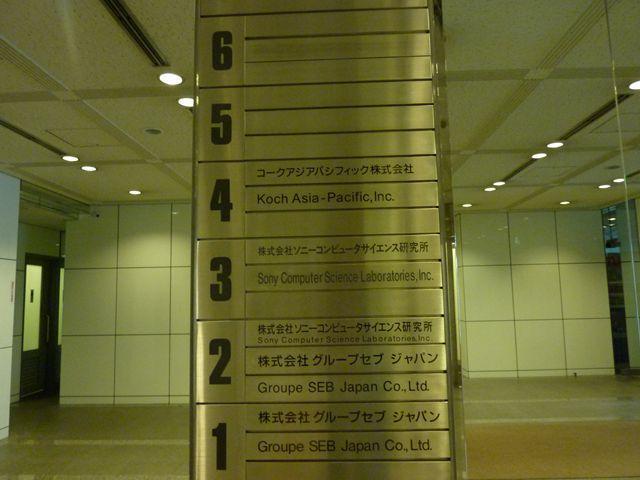 6
5
4
コークアジアパシフィック株式会社
Koch Asia-Pacific,Inc.
3
株式会社ソニーコンピュータサイエンス研究所
Sony Computer Science Laboratories,Inc.
2
株式会社ソニーコンピュータサイエンス研究所
Sony Computer Science Laboratories,Inc.
株式会社 グループセブ ジャパン
Groupe SEB Japan Co.,Ltd.
1
株式会社 グループセブ ジャパン
Groupe SEB Japan Co.,Ltd.